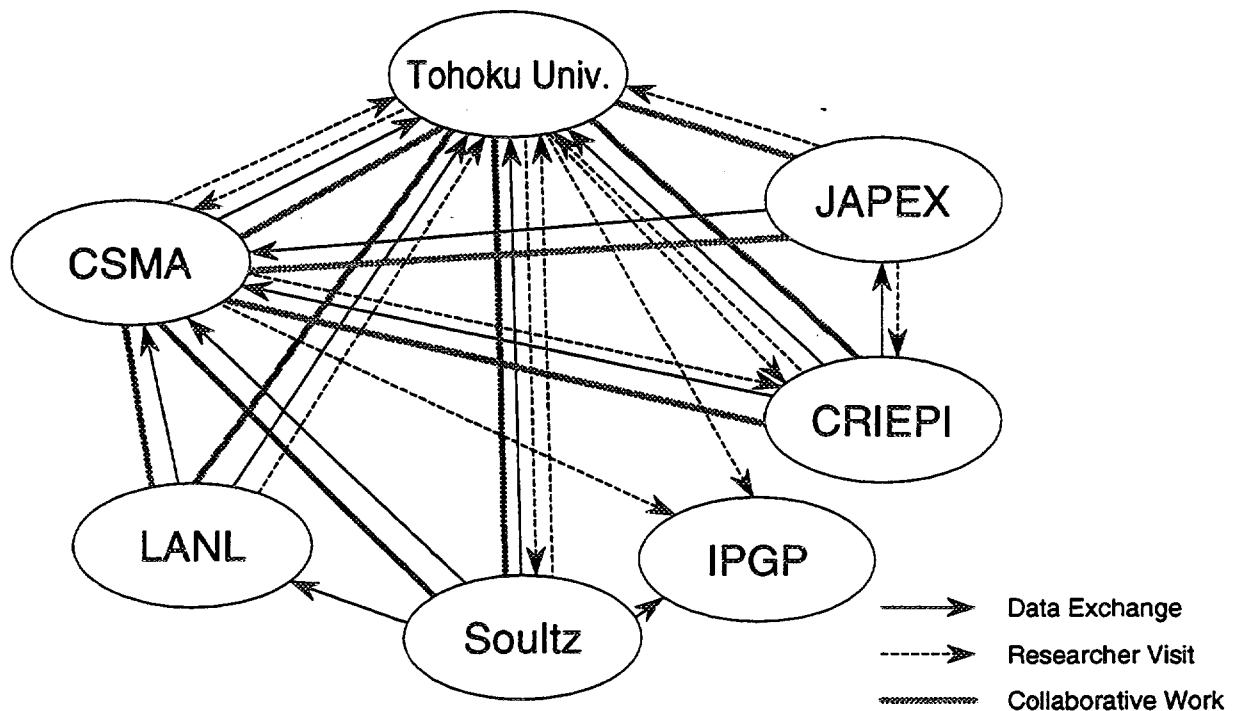 Tohoku Univ.
JAPEX
CSMA
CRIEPI
LANL
IPGP
Soultz
Data Exchange
Researcher Visit
Collaborative Work